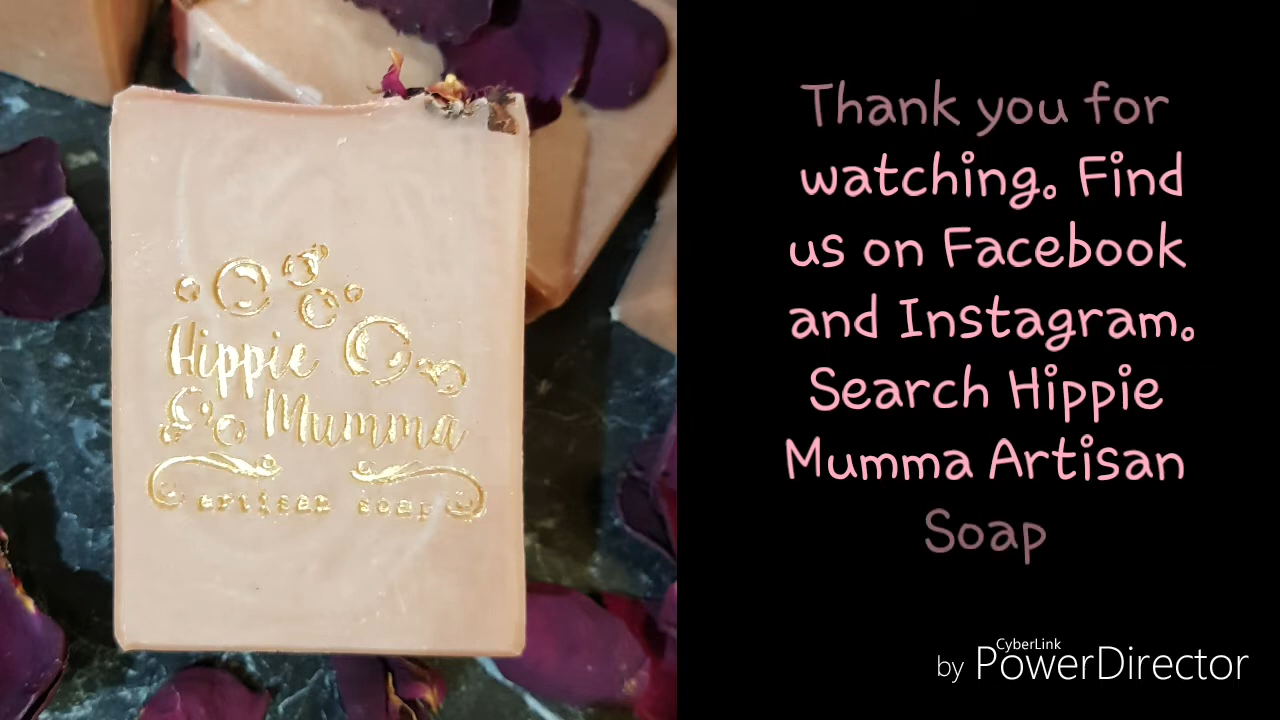 Hippie
Mumma
artisan soap
Thank you for
watching. Find
us on Facebook
and Instagram.
Search Hippie
Mumma Artisan
Soap
CyberLink
by PowerDirector